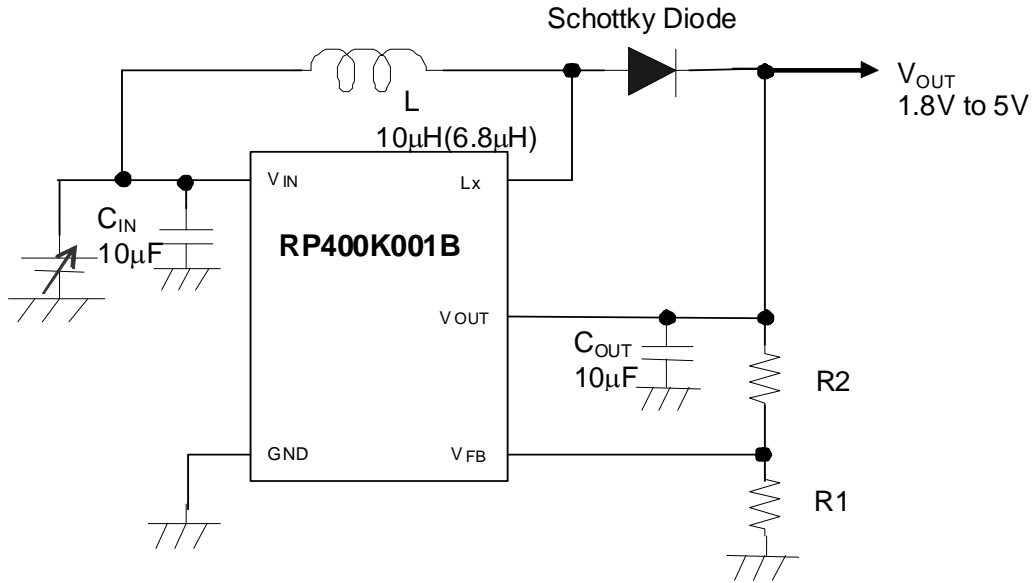 Schottky Diode
L
10μH(6.8μH)
VOUT
1.8V to 5V
VIN
Lx
CIN
10μF
RP400K001B
VOUT
COUT
10μF
R2
GND
VFB
R1